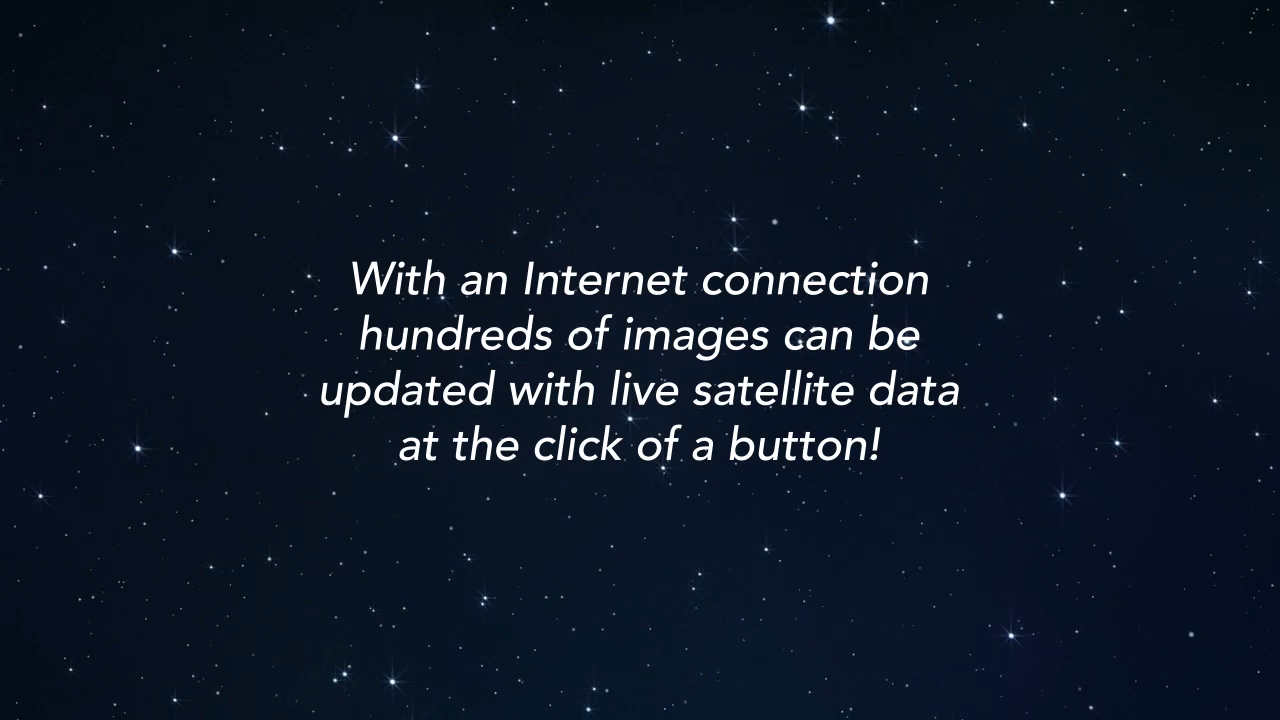 With an Internet connection
hundreds of images can be
updated with live satellite data
at the click of a button!